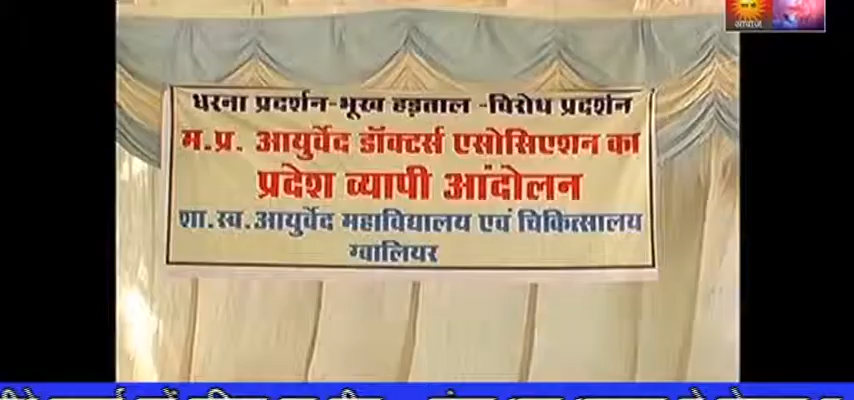 धरना प्रदर्शन-भूख हड़ताल -विरोध प्रदर्शन
म.प्र. आयुर्वेद डॉक्टर्स एसोसिएशन का
प्रदेश व्यापी आंदोलन
शा.स्व.आयुर्वेद महाविद्यालय एवं चिकित्सालय
ग्वालियर